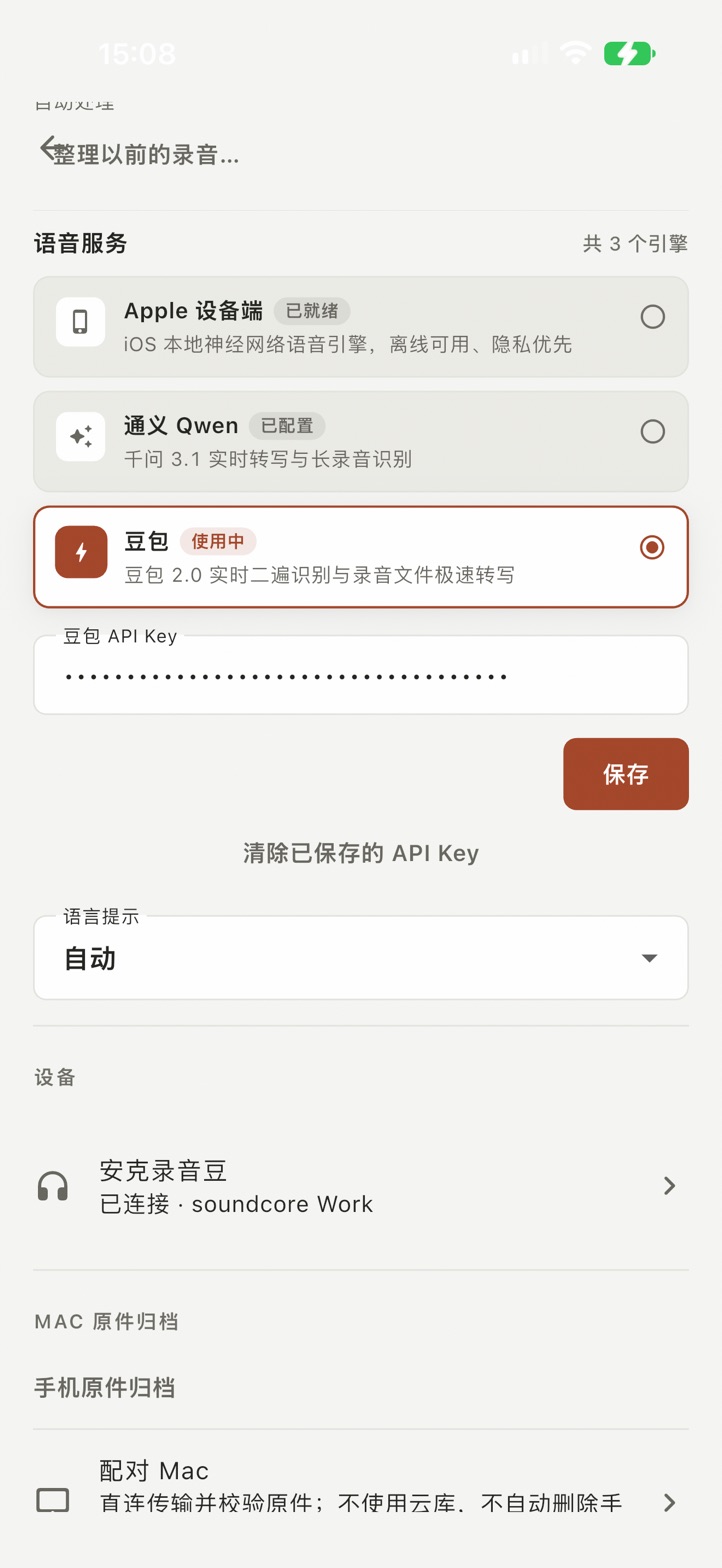 15:08
自动处理
整理以前的录音...
语音服务
共 3 个引擎
Apple 设备端 已就绪
iOS 本地神经网络语音引擎，离线可用、隐私优先
通义 Qwen 已配置
千问 3.1 实时转写与长录音识别
豆包 使用中
豆包 2.0 实时二遍识别与录音文件极速转写
豆包 API Key
••••••••••••••••••••••••••••••••••••
保存
清除已保存的 API Key
语言提示
自动
设备
安克录音豆
已连接 · soundcore Work
MAC 原件归档
手机原件归档
配对 Mac
直连传输并校验原件；不使用云库，不自动删除手